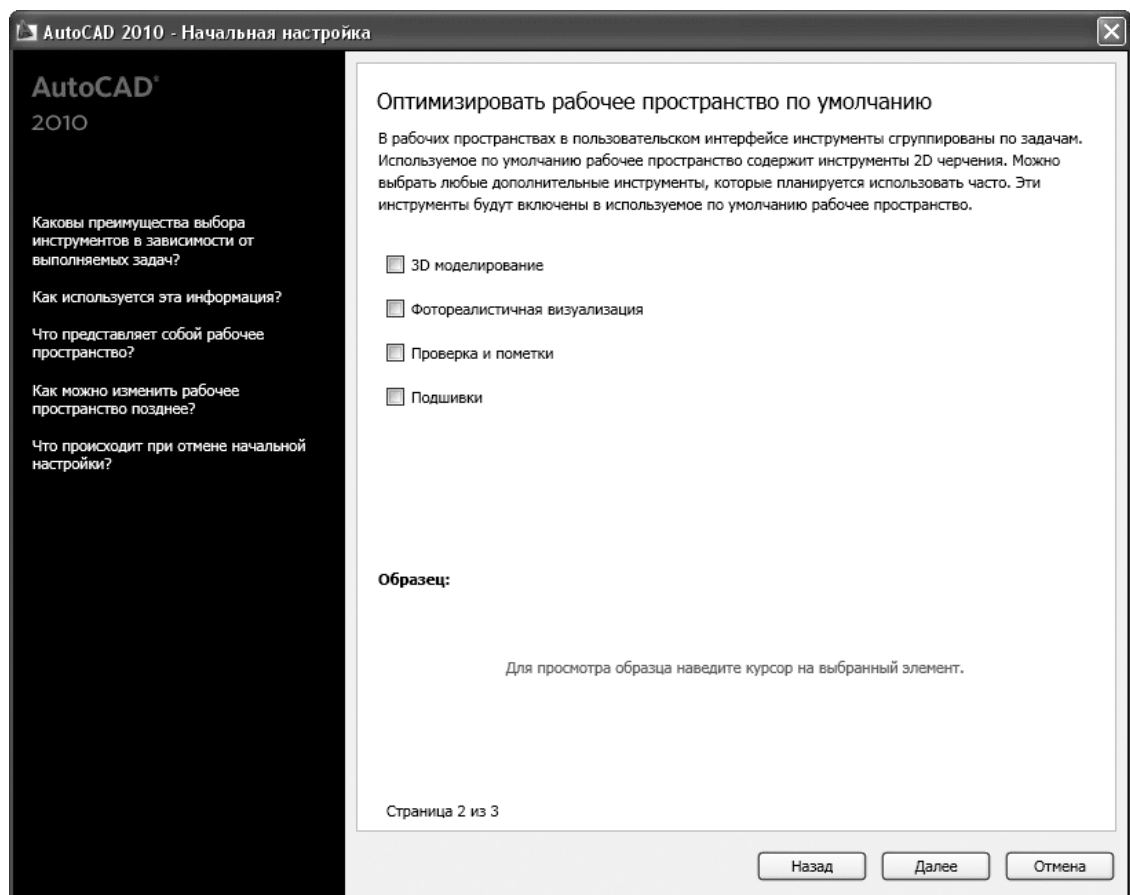 AutoCAD 2010 - Начальная настройка
AutoCAD®
2010
Каковы преимущества выбора
инструментов в зависимости от
выполняемых задач?
Как используется эта информация?
Что представляет собой рабочее
пространство?
Как можно изменить рабочее
пространство позднее?
Что происходит при отмене начальной
настройки?
Оптимизировать рабочее пространство по умолчанию
В рабочих пространствах в пользовательском интерфейсе инструменты сгруппированы по задачам.
Используемое по умолчанию рабочее пространство содержит инструменты 2D черчения. Можно
выбрать любые дополнительные инструменты, которые планируется использовать часто. Эти
инструменты будут включены в используемое по умолчанию рабочее пространство.
3D моделирование
Фотореалистичная визуализация
Проверка и пометки
Подшивки
Образец:
Для просмотра образца наведите курсор на выбранный элемент.
Страница 2 из 3
Назад
Далее
Отмена